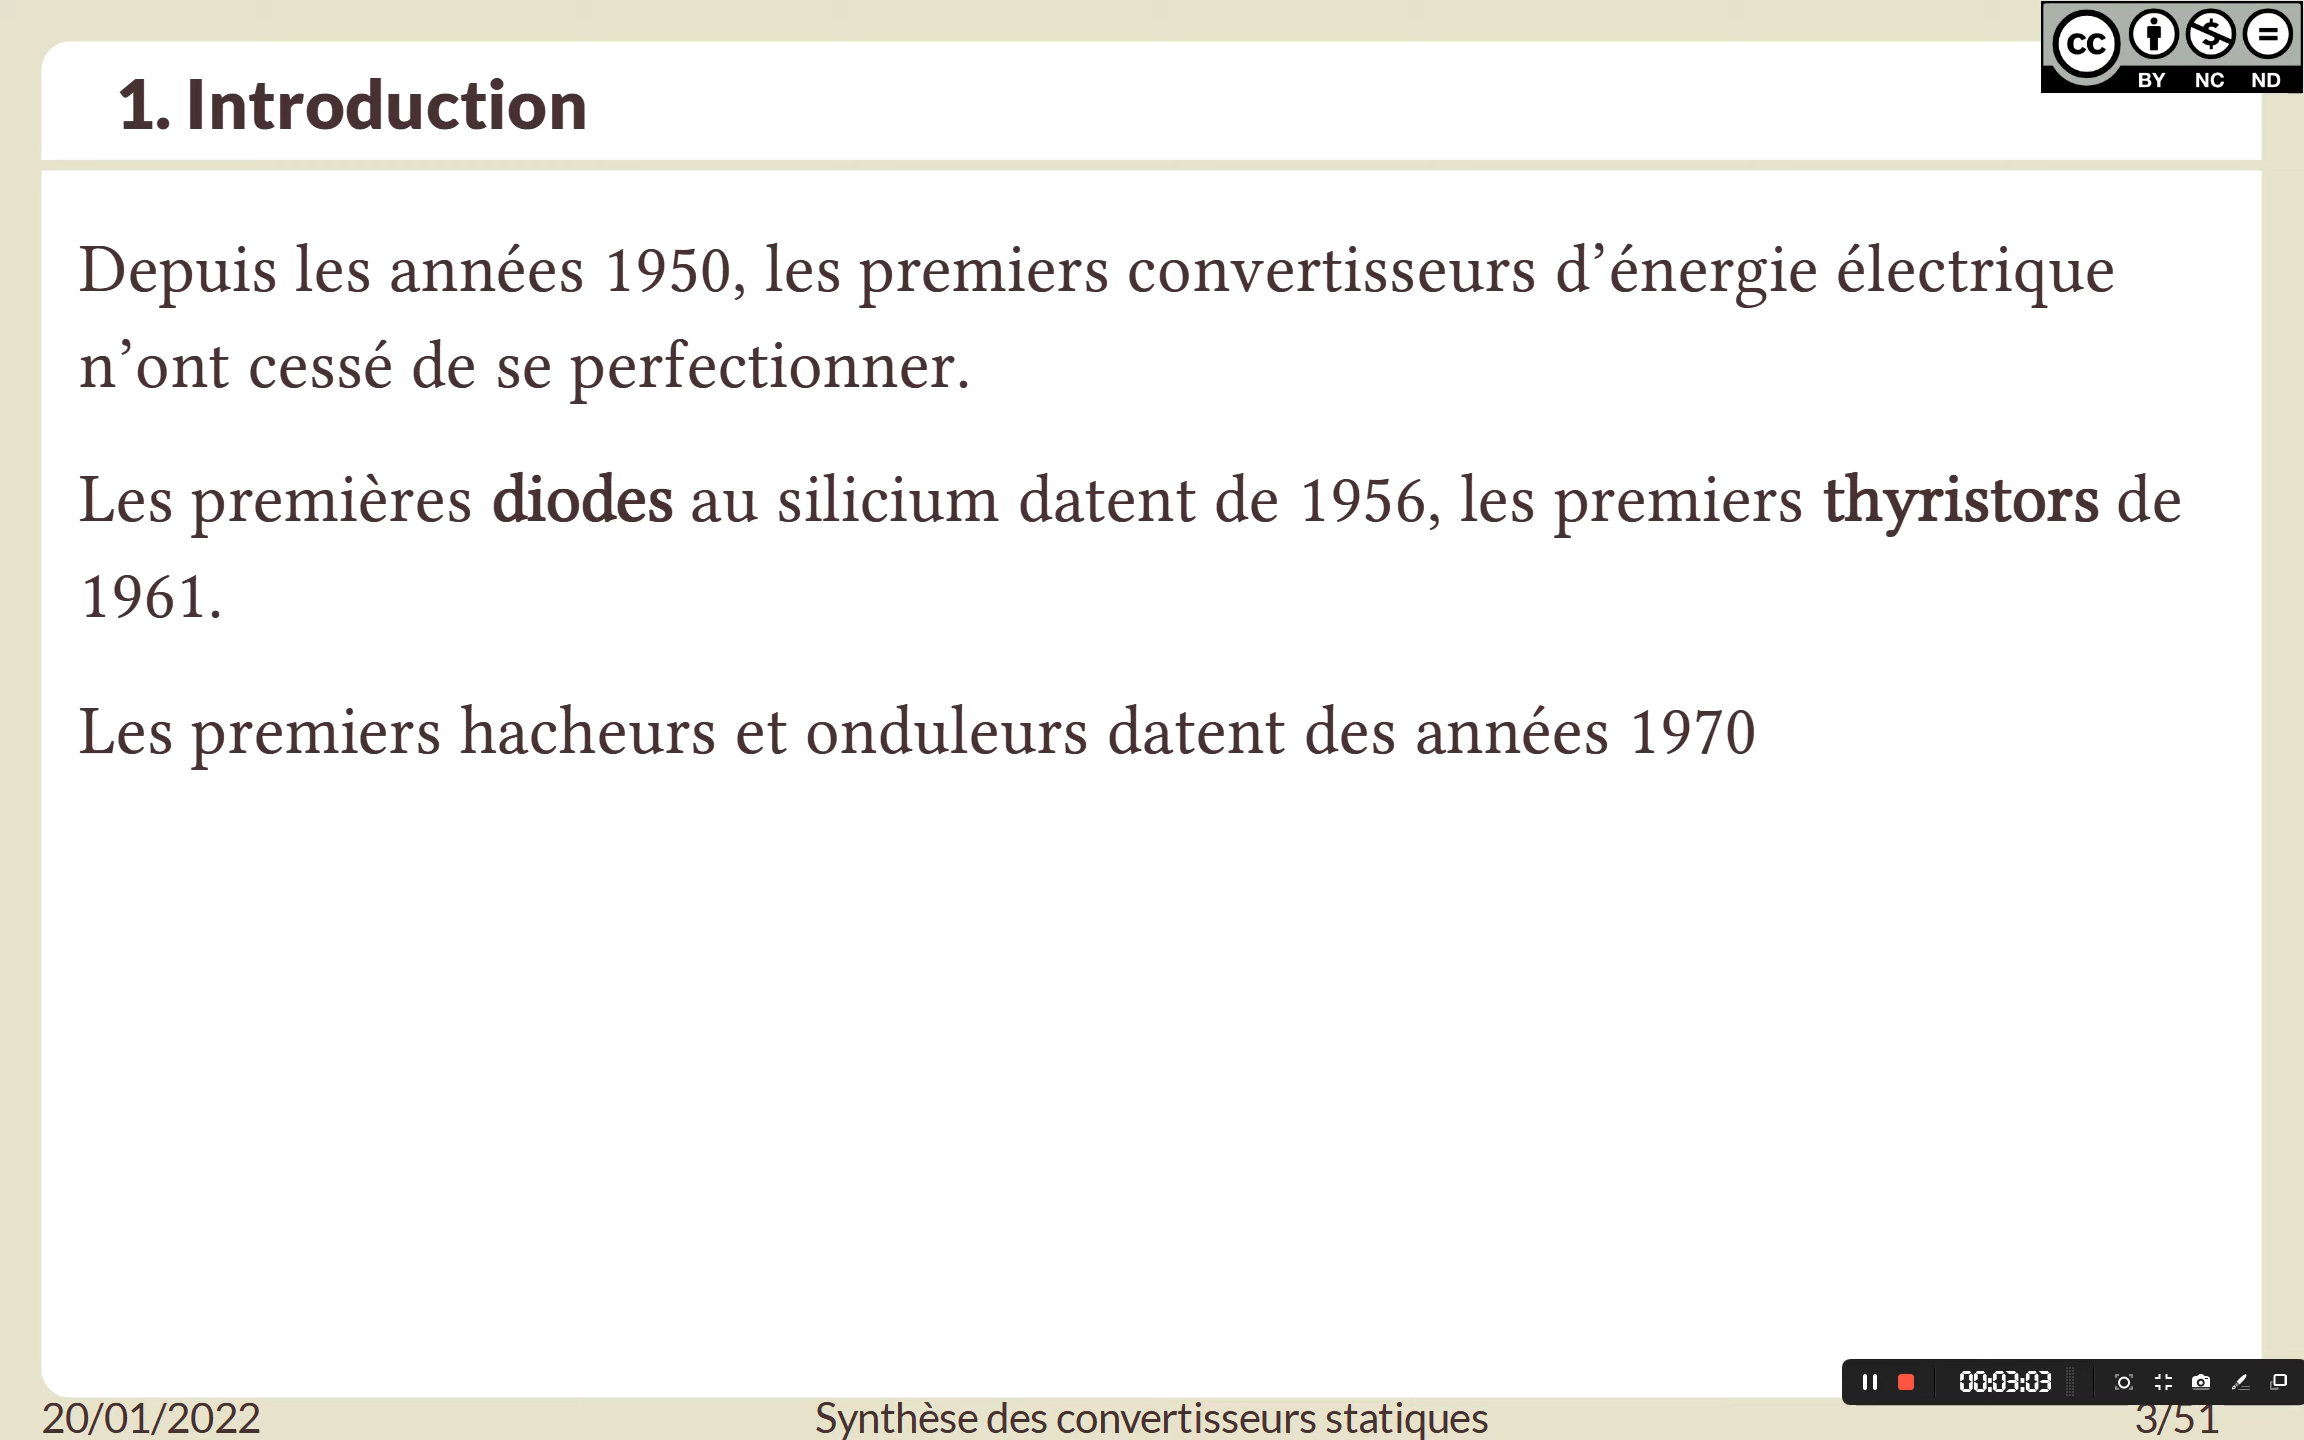 CC BY NC ND
1. Introduction
Depuis les années 1950, les premiers convertisseurs d’énergie électrique
n’ont cessé de se perfectionner.
Les premières diodes au silicium datent de 1956, les premiers thyristors de
1961.
Les premiers hacheurs et onduleurs datent des années 1970
00:03:03
20/01/2022
Synthèse des convertisseurs statiques
3/51